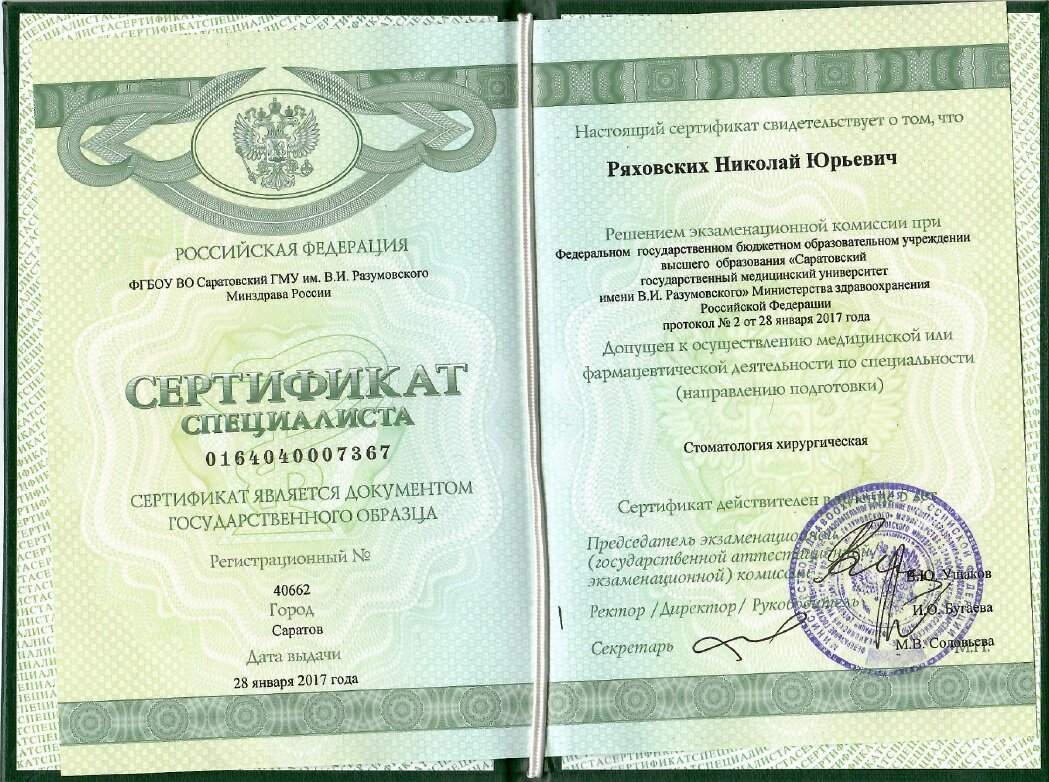 РОССИЙСКАЯ ФЕДЕРАЦИЯ
ФГБОУ ВО Саратовский ГМУ им. В.И. Разумовского
Минздрава России
СЕРТИФИКАТ
СПЕЦИАЛИСТА
0164040007367
СЕРТИФИКАТ ЯВЛЯЕТСЯ ДОКУМЕНТОМ
ГОСУДАРСТВЕННОГО ОБРАЗЦА
Регистрационный №
40662
Город
Саратов
Дата выдачи
28 января 2017 года
Настоящий сертификат свидетельствует о том, что
Ряховских Николай Юрьевич
Решением экзаменационной комиссии при
Федеральном государственном бюджетном образовательном учреждении
высшего образования «Саратовский
государственный медицинский университет
имени В.И. Разумовского» Министерства здравоохранения
Российской Федерации
протокол № 2 от 28 января 2017 года
Допущен к осуществлению медицинской или
фармацевтической деятельности по специальности
(направлению подготовки)
Стоматология хирургическая
Сертификат действителен в
Председатель экзаменационной
(государственной аттестационной
экзаменационной) комиссии
В.Ю. Ушаков
Ректор /Директор/ Руководитель
И.О. Бугаева
Секретарь
М.В. Соловьева
М.П.